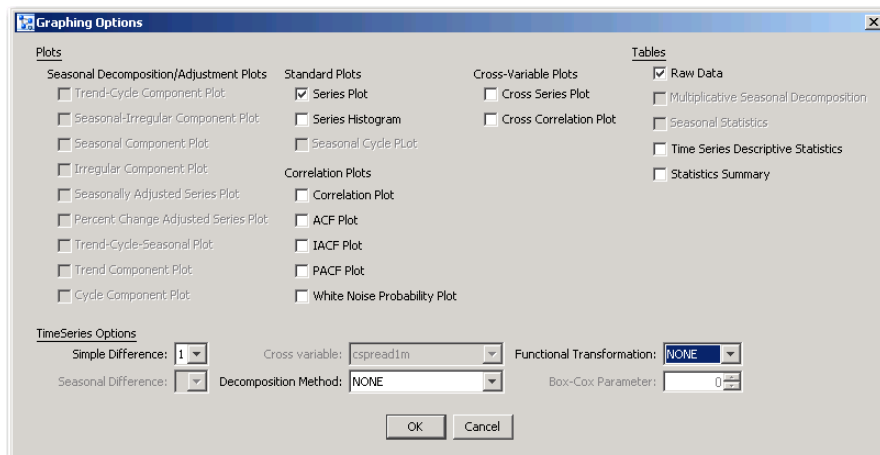 Graphing Options
Plots
Seasonal Decomposition/Adjustment Plots
Trend-Cycle Component Plot
Seasonal-Irregular Component Plot
Seasonal Component Plot
Irregular Component Plot
Seasonally Adjusted Series Plot
Percent Change Adjusted Series Plot
Trend-Cycle-Seasonal Plot
Trend Component Plot
Cycle Component Plot
Standard Plots
Series Plot
Series Histogram
Seasonal Cycle PLot
Correlation Plots
Correlation Plot
ACF Plot
IACF Plot
PACF Plot
White Noise Probability Plot
Cross-Variable Plots
Cross Series Plot
Cross Correlation Plot
Tables
Raw Data
Multiplicative Seasonal Decomposition
Seasonal Statistics
Time Series Descriptive Statistics
Statistics Summary
TimeSeries Options
Simple Difference: 1
Cross variable: cspread1m
Functional Transformation: NONE
Seasonal Difference:
Decomposition Method: NONE
Box-Cox Parameter: 0
OK
Cancel